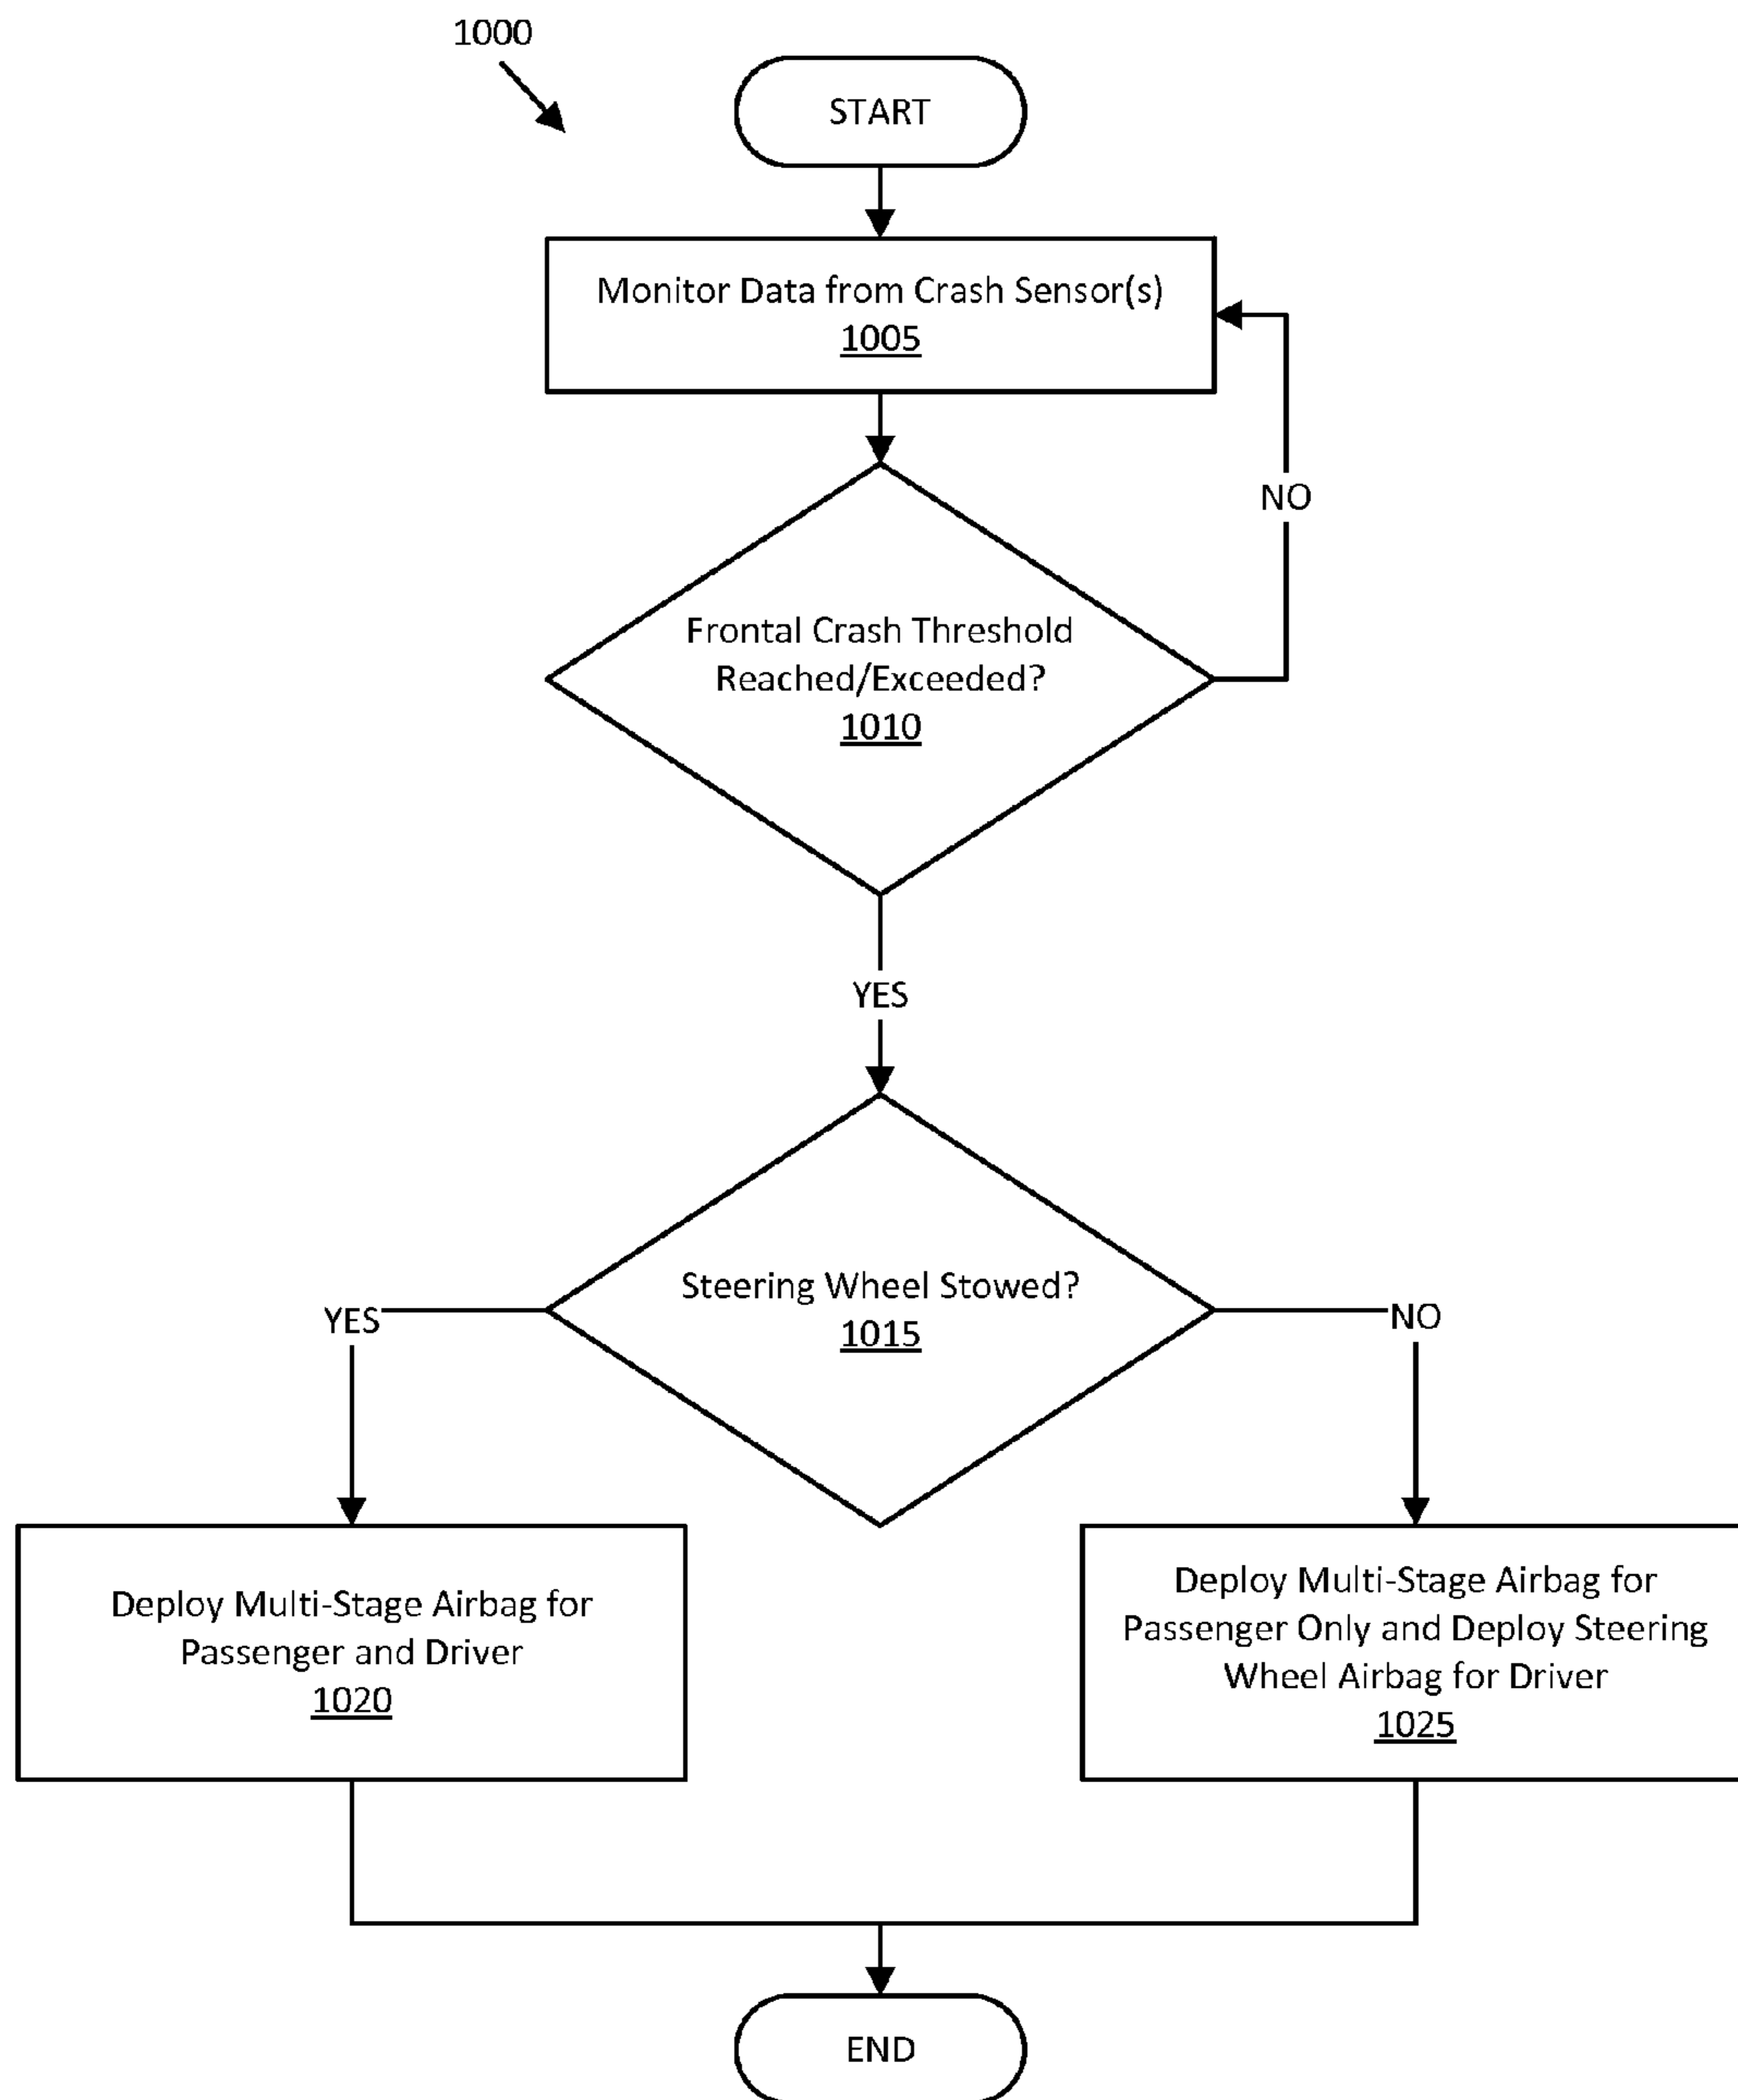 1000
START
Monitor Data from Crash Sensor(s)
1005
NO
Frontal Crash Threshold
Reached/Exceeded?
1010
YES
Steering Wheel Stowed?
1015
YES
NO
Deploy Multi-Stage Airbag for
Passenger and Driver
1020
Deploy Multi-Stage Airbag for
Passenger Only and Deploy Steering
Wheel Airbag for Driver
1025
END